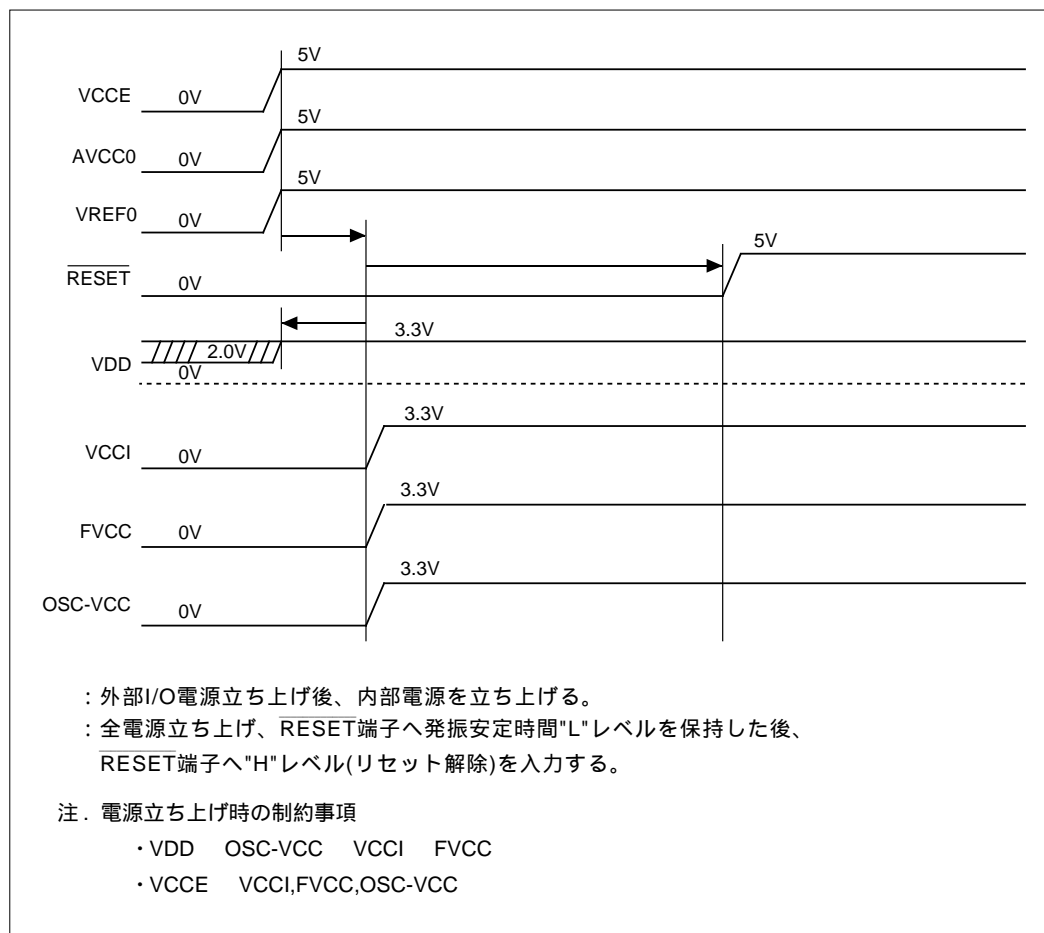 5V
VCCE 0V
5V
AVCC0 0V
5V
VREF0 0V
5V
RESET 0V
3.3V
2.0V
VDD 0V
3.3V
VCCI 0V
3.3V
FVCC 0V
3.3V
OSC-VCC 0V
：外部I/O電源立ち上げ後、内部電源を立ち上げる。
：全電源立ち上げ、RESET端子へ発振安定時間"L"レベルを保持した後、
RESET端子へ"H"レベル(リセット解除)を入力する。
注．電源立ち上げ時の制約事項
・VDD OSC-VCC VCCI FVCC
・VCCE VCCI,FVCC,OSC-VCC